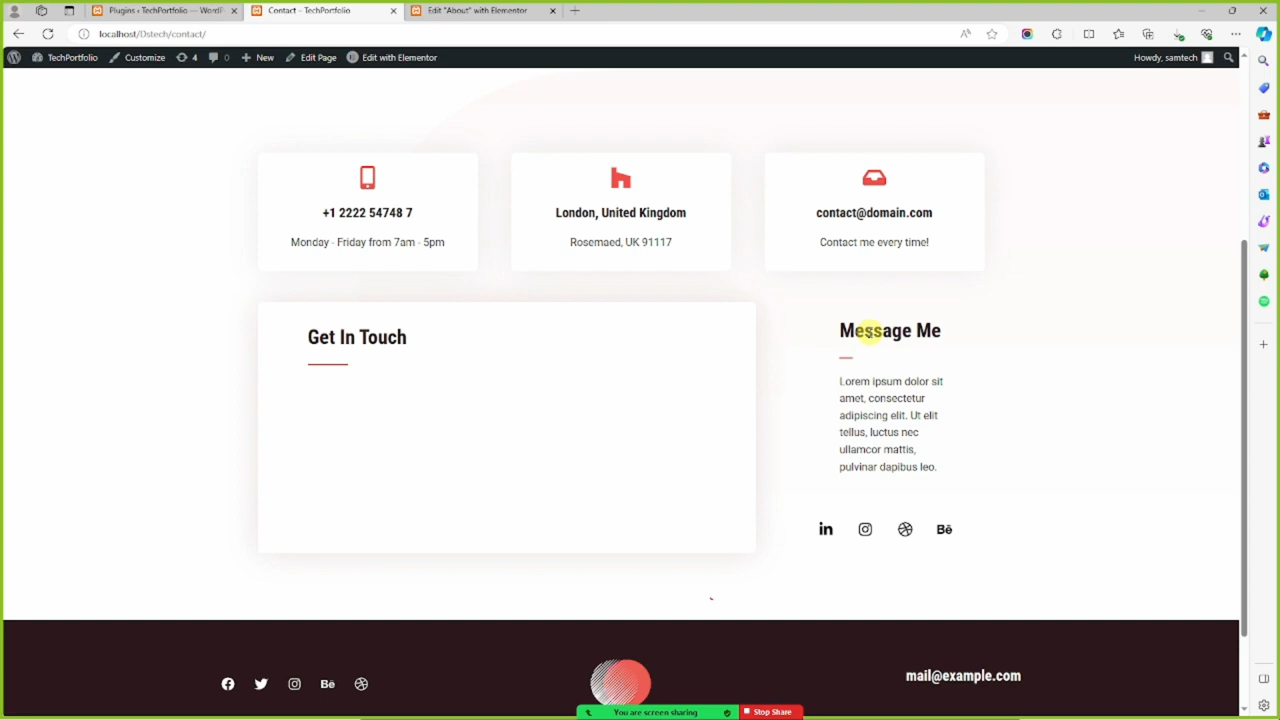 Plugins ‹ TechPortfolio — WordP
Contact – TechPortfolio
Edit "About" with Elementor
localhost/Dstech/contact/
TechPortfolio
Customize
4
0
New
Edit Page
Edit with Elementor
Howdy, samtech
+1 2222 54748 7
Monday - Friday from 7am - 5pm
London, United Kingdom
Rosemaed, UK 91117
contact@domain.com
Contact me every time!
Get In Touch
Message Me
Lorem ipsum dolor sit
amet, consectetur
adipiscing elit. Ut elit
tellus, luctus nec
ullamcor mattis,
pulvinar dapibus leo.
mail@example.com
You are screen sharing
Stop Share